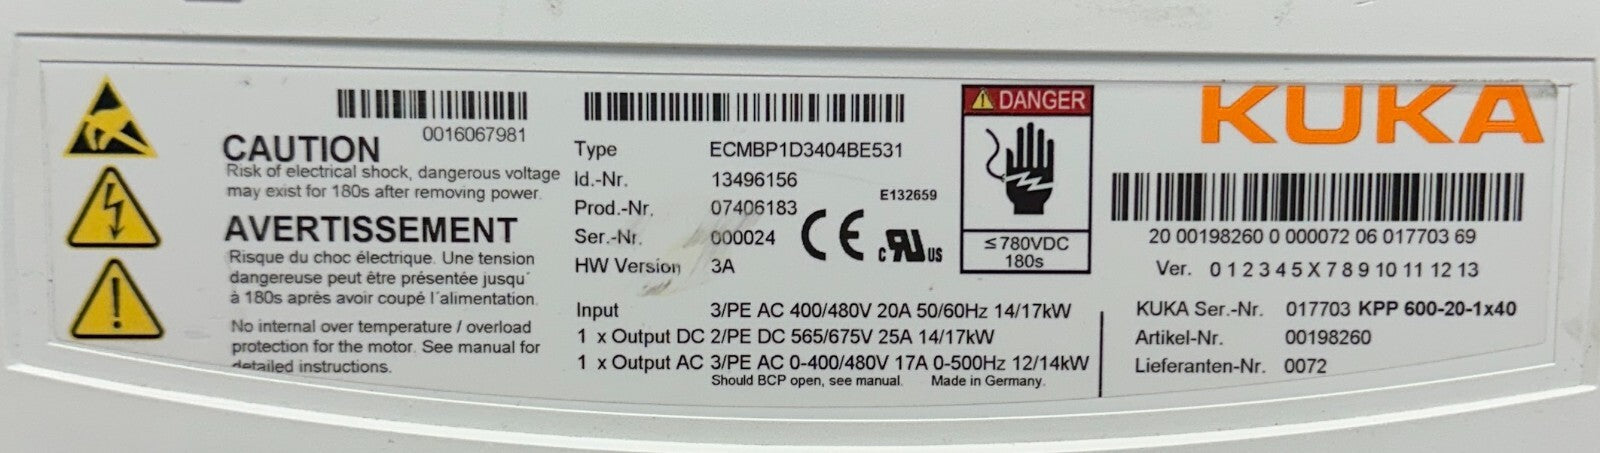 0016067981
CAUTION
Risk of electrical shock, dangerous voltage
may exist for 180s after removing power.
AVERTISSEMENT
Risque du choc électrique. Une tension
dangereuse peut être présentée jusqu´
à 180s après avoir coupé l´alimentation.
No internal over temperature / overload
protection for the motor. See manual for
detailed instructions.
Type ECMBP1D3404BE531
Id.-Nr. 13496156
Prod.-Nr. 07406183
Ser.-Nr. 000024
HW Version 3A
CE
E132659
c RU US
Input 3/PE AC 400/480V 20A 50/60Hz 14/17kW
1 x Output DC 2/PE DC 565/675V 25A 14/17kW
1 x Output AC 3/PE AC 0-400/480V 17A 0-500Hz 12/14kW
Should BCP open, see manual. Made in Germany.
DANGER
≤780VDC
180s
KUKA
20 00198260 0 000072 06 017703 69
Ver. 0 1 2 3 4 5 X 7 8 9 10 11 12 13
KUKA Ser.-Nr. 017703 KPP 600-20-1x40
Artikel-Nr. 00198260
Lieferanten-Nr. 0072